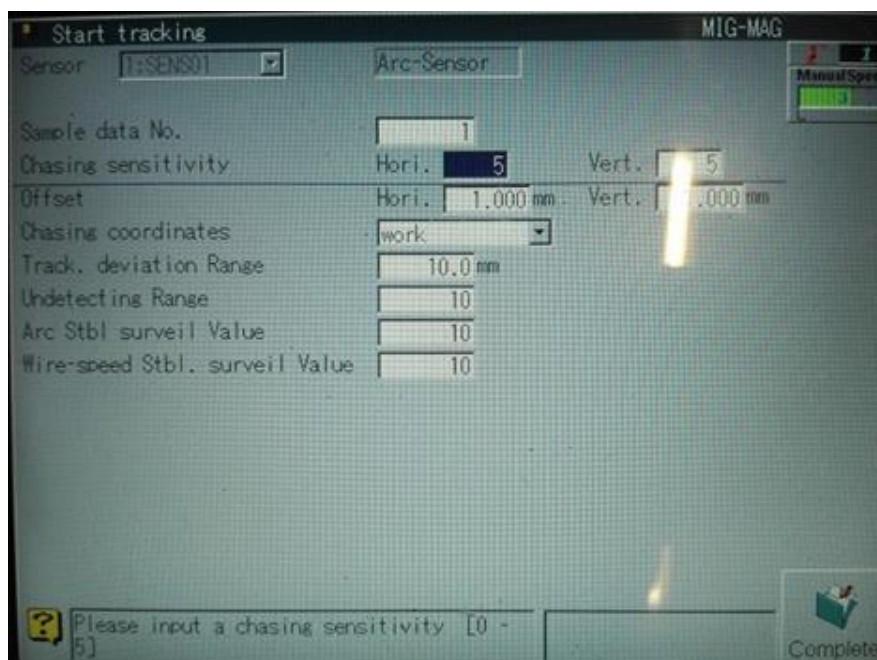 Start tracking MIG-MAG
Sensor 1:SENS01 Arc-Sensor
Manual Spee
3
Sample data No. 1
Chasing sensitivity Hori. 5 Vert. 5
Offset Hori. 1.000 mm Vert. .000 mm
Chasing coordinates work
Track. deviation Range 10.0 mm
Undetecting Range 10
Arc Stbl surveil Value 10
Wire-speed Stbl. surveil Value 10
Please input a chasing sensitivity [0 -
5]
Complete